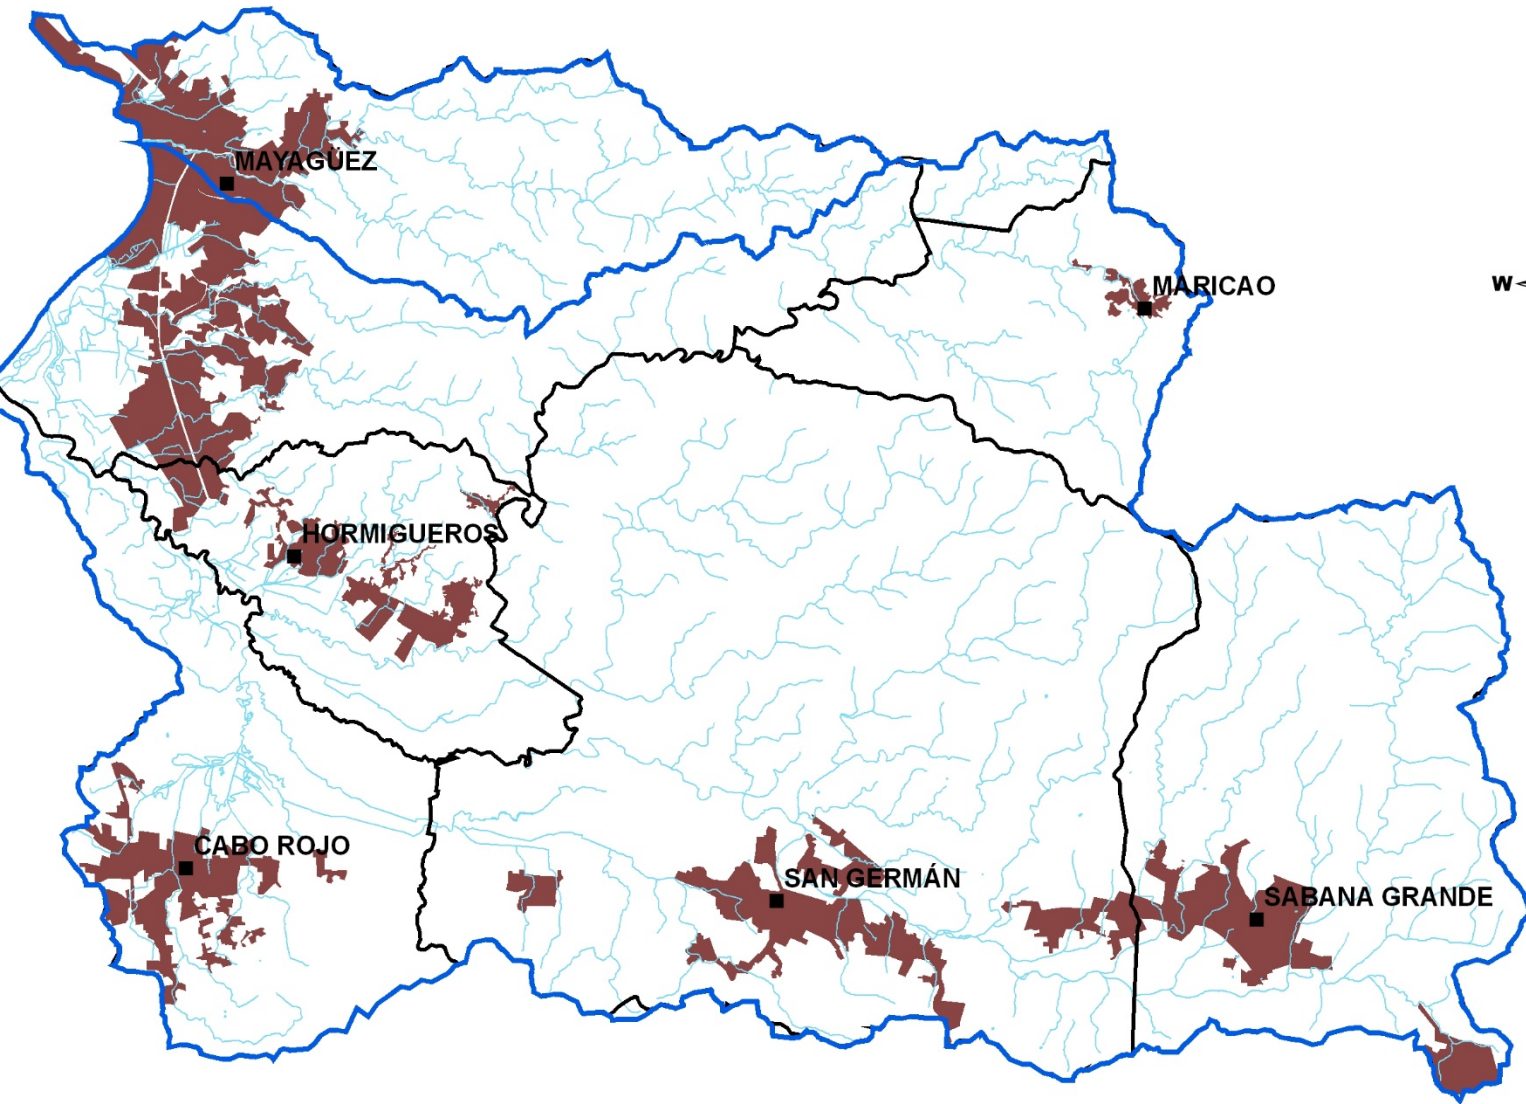 MAYAGÜEZ
MARICAO
W
HORMIGUEROS
CABO ROJO
SAN GERMÁN
SABANA GRANDE